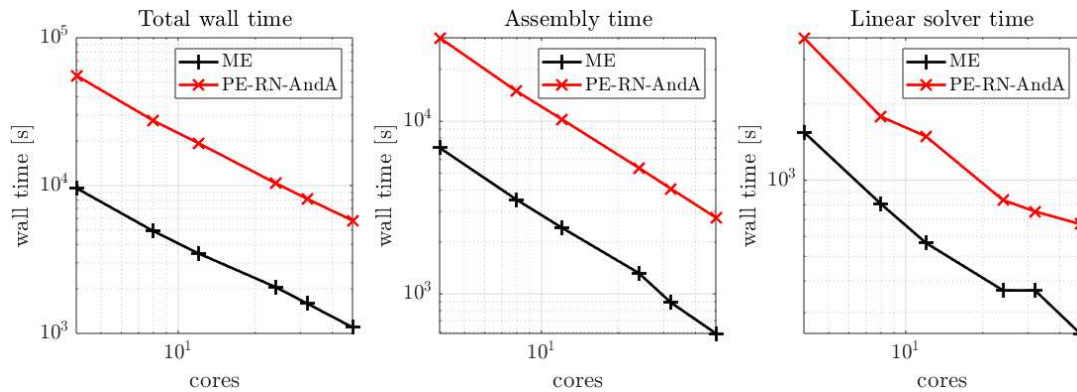 Total wall time
10^5
10^4
10^3
wall time [s]
ME
PE-RN-AndA
10^1
cores
Assembly time
10^4
10^3
wall time [s]
ME
PE-RN-AndA
10^1
cores
Linear solver time
10^3
wall time [s]
ME
PE-RN-AndA
10^1
cores